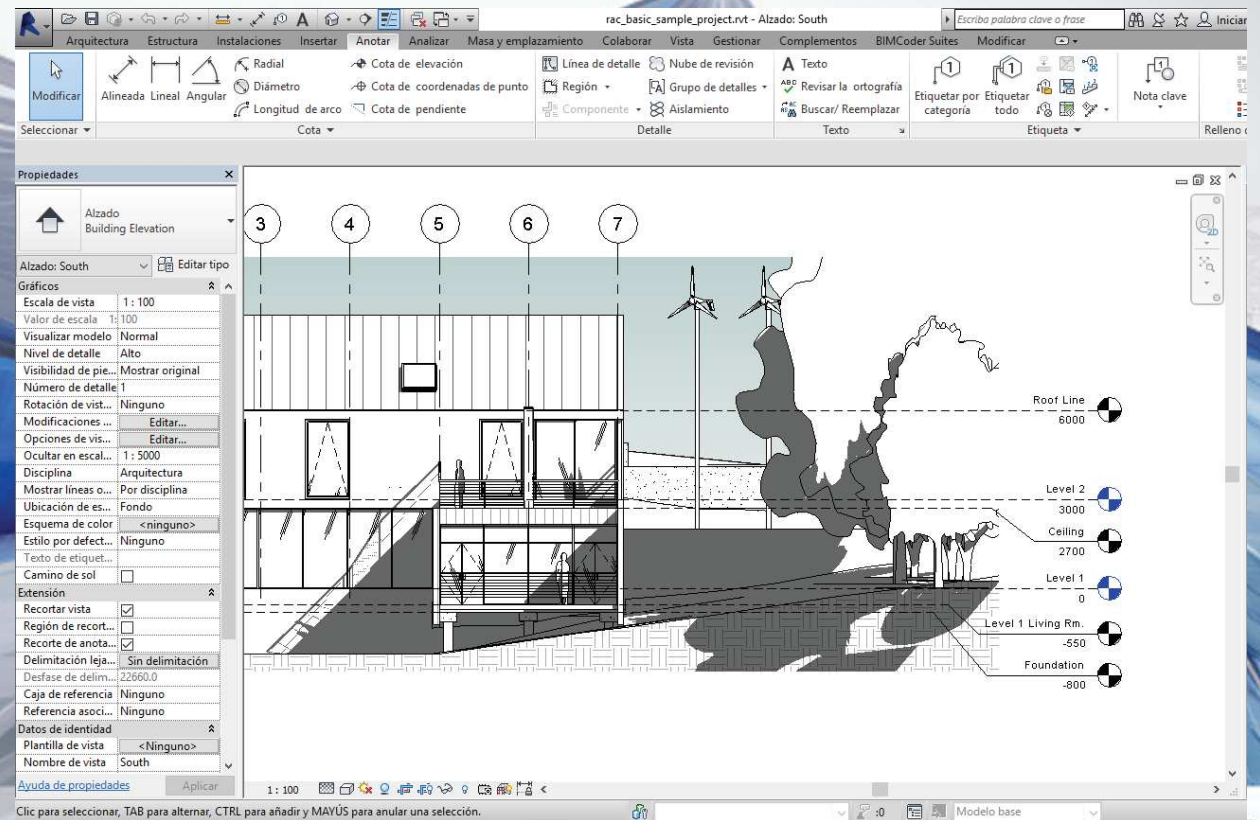 rac_basic_sample_project.rvt - Alzado: South
Escriba palabra clave o frase
Iniciar
Arquitectura Estructura Instalaciones Insertar Anotar Analizar Masa y emplazamiento Colaborar Vista Gestionar Complementos BIMCoder Suites Modificar
Modificar
Alineada Lineal Angular
Radial
Diámetro
Longitud de arco
Cota de elevación
Cota de coordenadas de punto
Cota de pendiente
Línea de detalle
Región
Componente
Nube de revisión
Grupo de detalles
Aislamiento
A Texto
ABC Revisar la ortografía
Buscar/ Reemplazar
Etiquetar por categoría
Etiquetar todo
Nota clave
Seleccionar Cota Detalle Texto Etiqueta Relleno
Propiedades
Alzado
Building Elevation
Alzado: South Editar tipo
Gráficos
Escala de vista 1 : 100
Valor de escala 1: 100
Visualizar modelo Normal
Nivel de detalle Alto
Visibilidad de pie... Mostrar original
Número de detalle 1
Rotación de vist... Ninguno
Modificaciones ... Editar...
Opciones de vis... Editar...
Ocultar en escal... 1 : 5000
Disciplina Arquitectura
Mostrar líneas o... Por disciplina
Ubicación de es... Fondo
Esquema de color <ninguno>
Estilo por defect... Ninguno
Texto de etiquet...
Camino de sol
Extensión
Recortar vista
Región de recort...
Recorte de anota...
Delimitación leja... Sin delimitación
Desfase de delim... 22660.0
Caja de referencia Ninguno
Referencia asoci... Ninguno
Datos de identidad
Plantilla de vista <Ninguno>
Nombre de vista South
Ayuda de propiedades Aplicar
3 4 5 6 7
2D
Roof Line
6000
Level 2
3000
Ceiling
2700
Level 1
0
Level 1 Living Rm.
-550
Foundation
-800
1 : 100
Clic para seleccionar, TAB para alternar, CTRL para añadir y MAYÚS para anular una selección.
:0
Modelo base